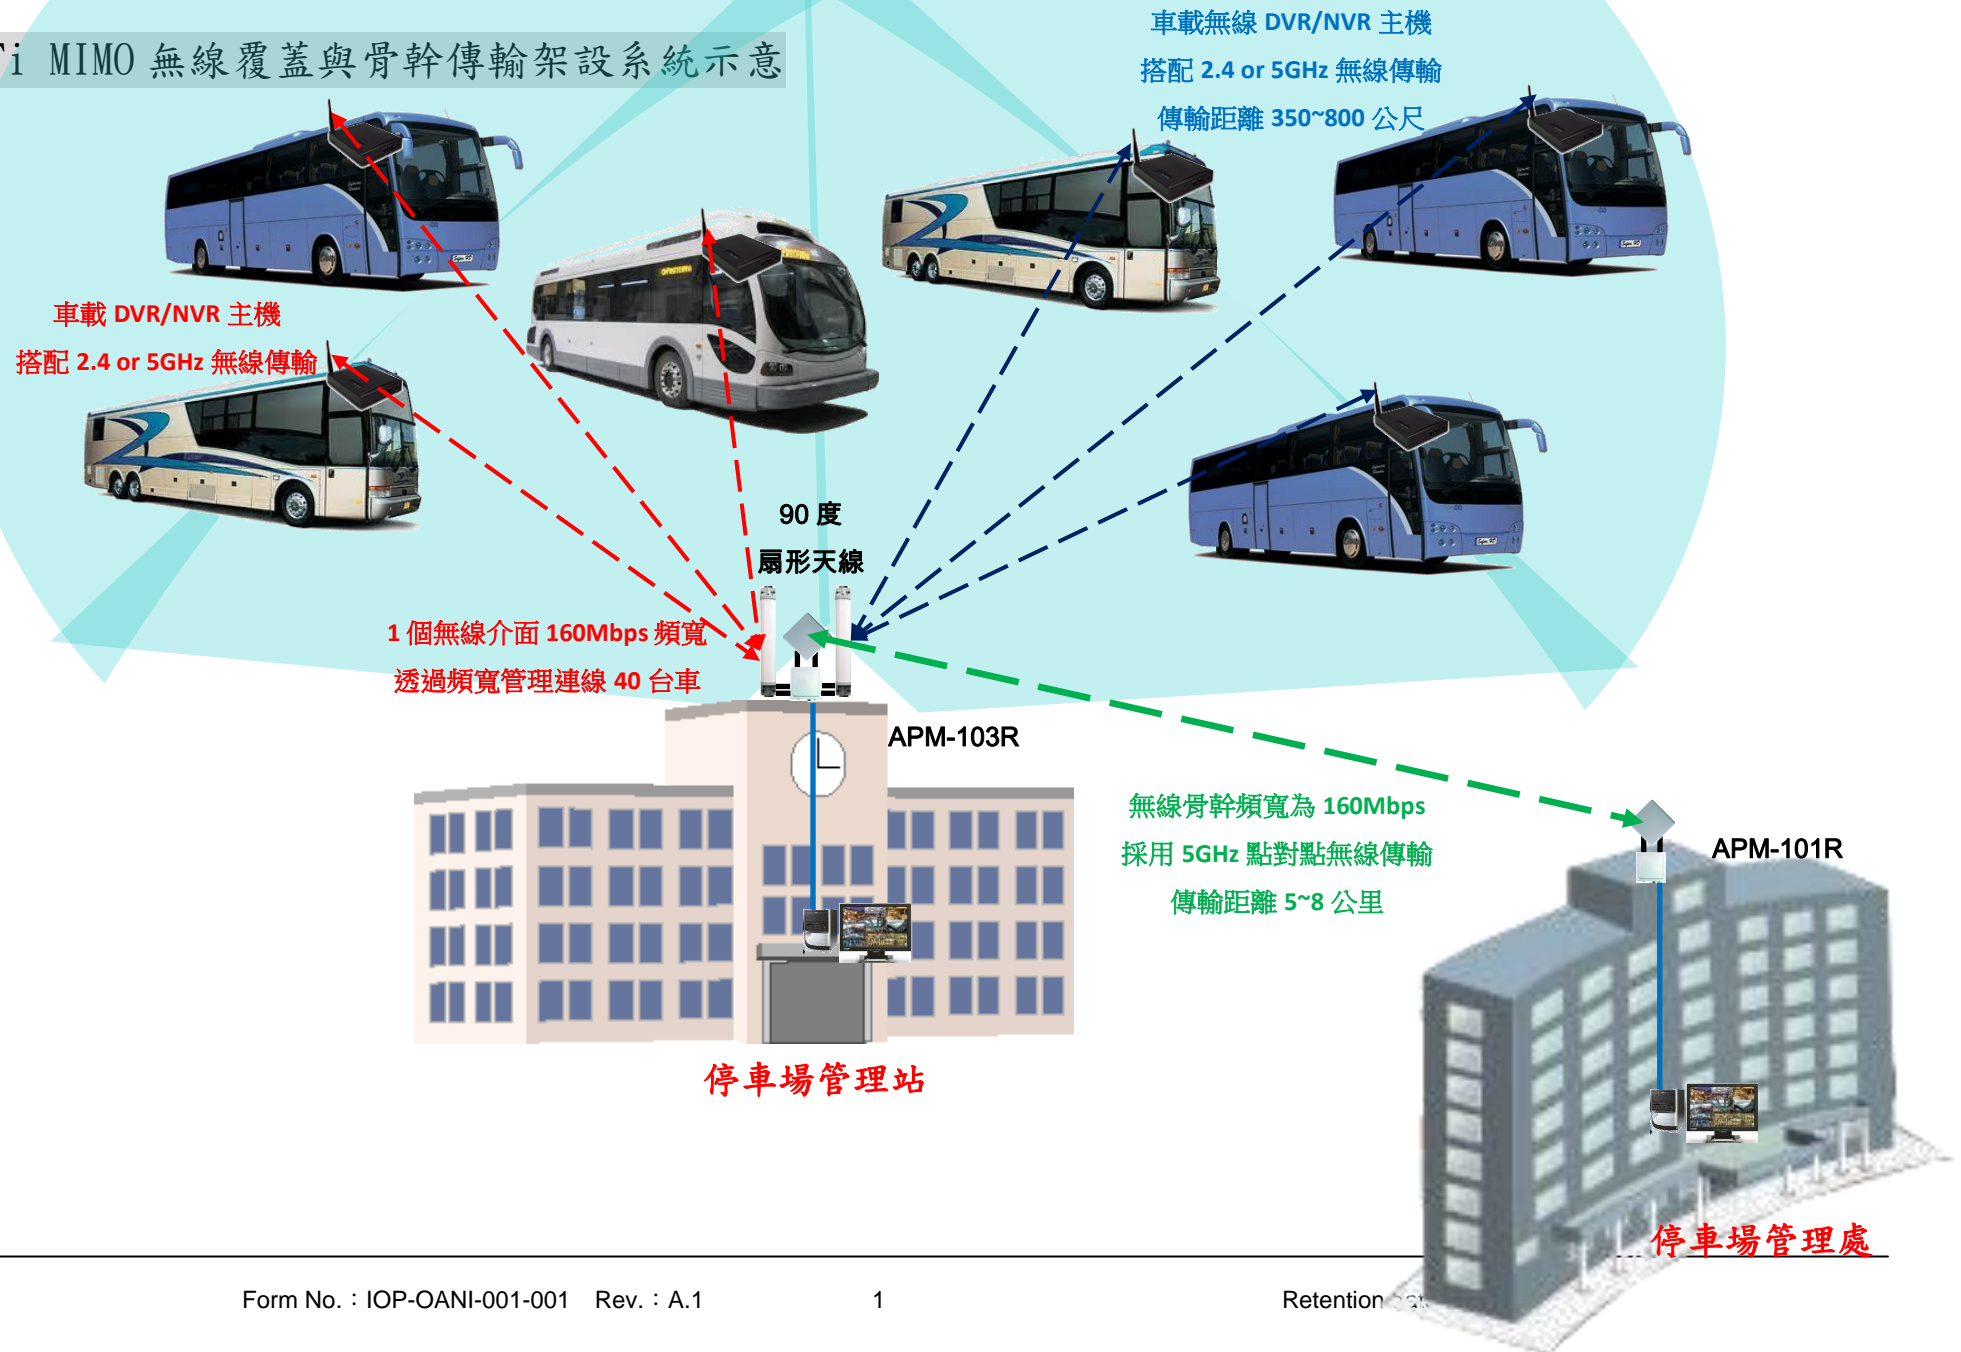 i MIMO 無線覆蓋與骨幹傳輸架設系統示意
車載無線 DVR/NVR 主機
搭配 2.4 or 5GHz 無線傳輸
傳輸距離 350~800 公尺
車載 DVR/NVR 主機
搭配 2.4 or 5GHz 無線傳輸
90 度
扇形天線
1 個無線介面 160Mbps 頻寬
透過頻寬管理連線 40 台車
APM-103R
無線骨幹頻寬為 160Mbps
採用 5GHz 點對點無線傳輸
傳輸距離 5~8 公里
APM-101R
停車場管理站
停車場管理處
Form No.：IOP-OANI-001-001 Rev.：A.1 1 Retention